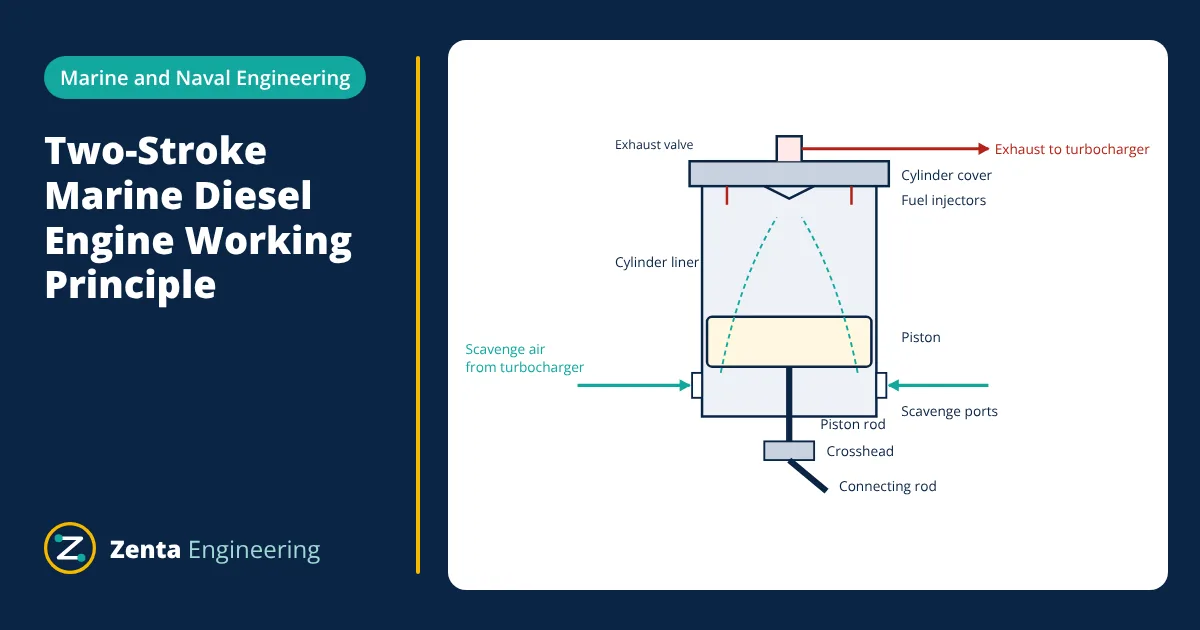 Marine and Naval Engineering
Two-Stroke
Marine Diesel
Engine Working
Principle
Zenta Engineering
Exhaust valve
Exhaust to turbocharger
Cylinder cover
Fuel injectors
Cylinder liner
Piston
Scavenge air
from turbocharger
Scavenge ports
Piston rod
Crosshead
Connecting rod